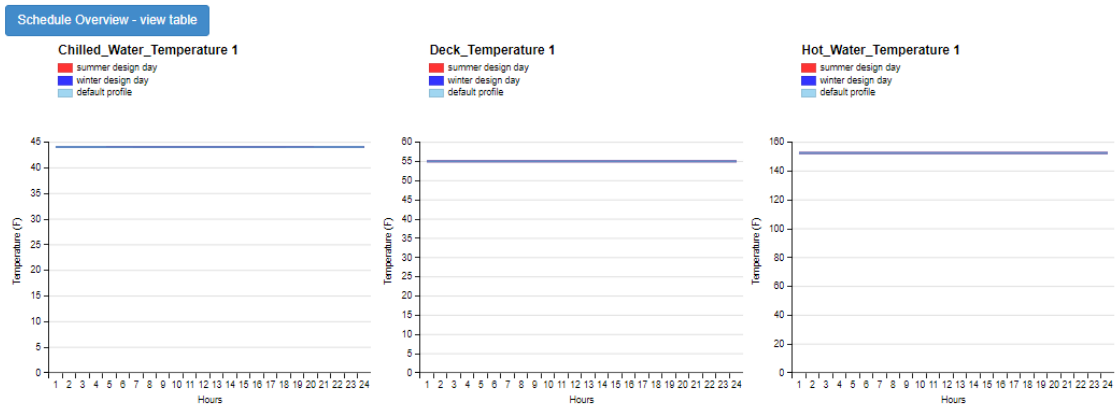 Schedule Overview - view table
Chilled_Water_Temperature 1
summer design day
winter design day
default profile
45
40
35
30
25
20
15
10
5
0
Temperature (F)
1 2 3 4 5 6 7 8 9 10 11 12 13 14 15 16 17 18 19 20 21 22 23 24
Hours
Deck_Temperature 1
summer design day
winter design day
default profile
60
55
50
45
40
35
30
25
20
15
10
5
0
Temperature (F)
1 2 3 4 5 6 7 8 9 10 11 12 13 14 15 16 17 18 19 20 21 22 23 24
Hours
Hot_Water_Temperature 1
summer design day
winter design day
default profile
160
140
120
100
80
60
40
20
0
Temperature (F)
1 2 3 4 5 6 7 8 9 10 11 12 13 14 15 16 17 18 19 20 21 22 23 24
Hours